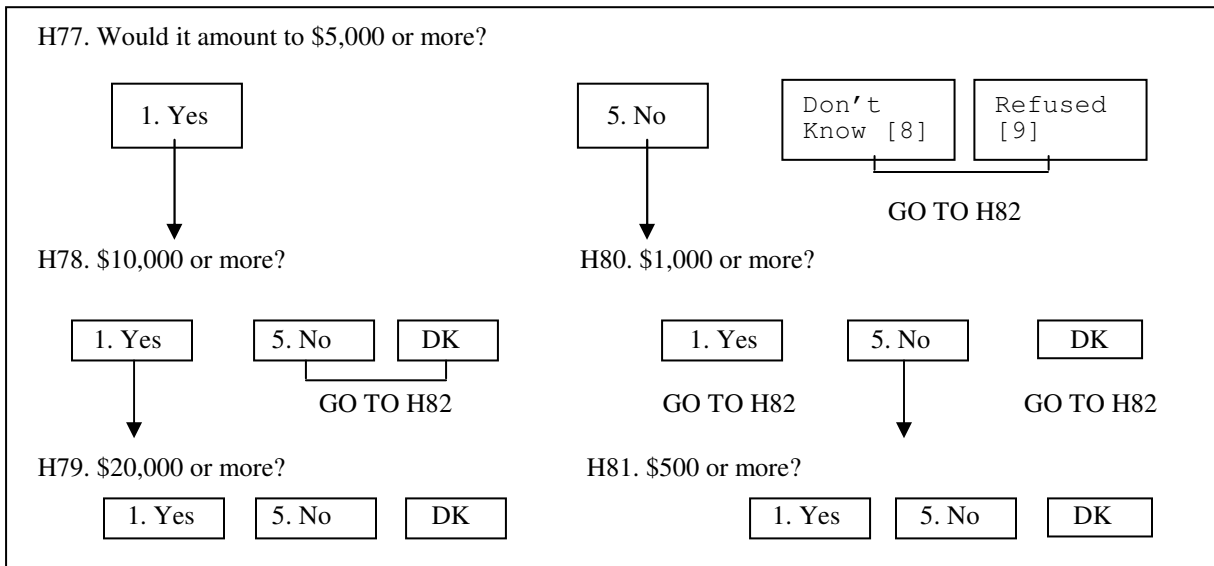 H77. Would it amount to $5,000 or more?
1. Yes
5. No
Don't
Know [8]
Refused
[9]
GO TO H82
H78. $10,000 or more?
H80. $1,000 or more?
1. Yes
5. No
DK
1. Yes
5. No
DK
GO TO H82
GO TO H82
GO TO H82
H79. $20,000 or more?
H81. $500 or more?
1. Yes
5. No
DK
1. Yes
5. No
DK